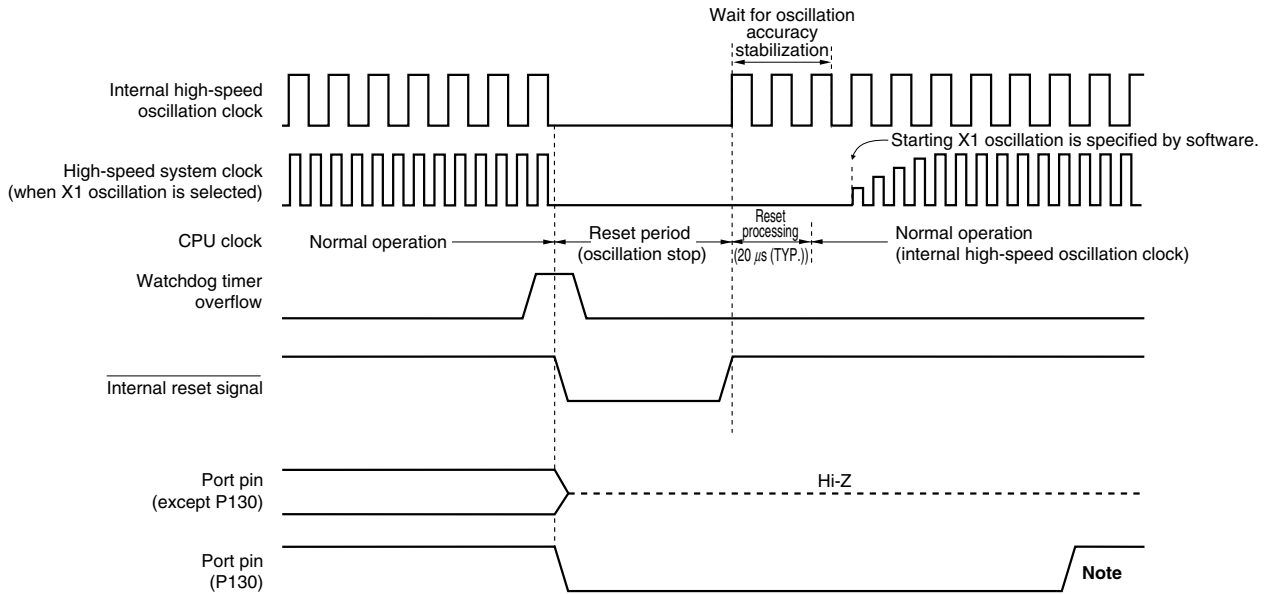 Wait for oscillation
accuracy
stabilization
Internal high-speed
oscillation clock
Starting X1 oscillation is specified by software.
High-speed system clock
(when X1 oscillation is selected)
CPU clock
Normal operation
Reset period
(oscillation stop)
Reset
processing
(20 μs (TYP.))
Normal operation
(internal high-speed oscillation clock)
Watchdog timer
overflow
Internal reset signal
Port pin
(except P130)
Hi-Z
Port pin
(P130)
Note